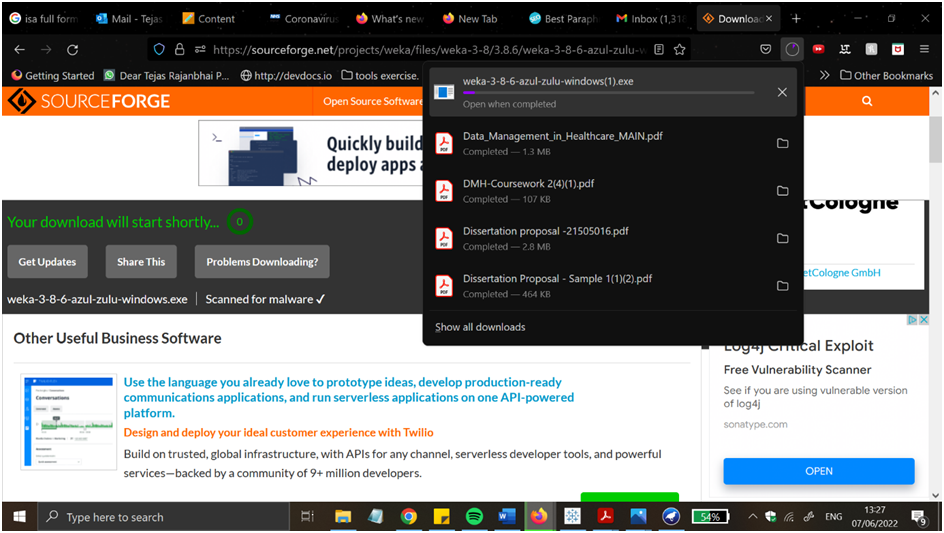 isa full form
Mail - Tejas
Content
Coronavirus
What's new
New Tab
Best Paraph
Inbox (1,318
Download
https://sourceforge.net/projects/weka/files/weka-3-8/3.8.6/weka-3-8-6-azul-zulu-w
Getting Started
Dear Tejas Rajanbhai P...
http://devdocs.io
tools exercise.
Other Bookmarks
SOURCEFORGE
Open Source Software
weka-3-8-6-azul-zulu-windows(1).exe
Open when completed
Data_Management_in_Healthcare_MAIN.pdf
Completed — 1.3 MB
DMH-Coursework 2(4)(1).pdf
Completed — 107 KB
Dissertation proposal -21505016.pdf
Completed — 2.8 MB
Dissertation Proposal - Sample 1(1)(2).pdf
Completed — 464 KB
Show all downloads
Quickly build
deploy apps a
Your download will start shortly... 0
Get Updates
Share This
Problems Downloading?
weka-3-8-6-azul-zulu-windows.exe
Scanned for malware ✓
etCologne
etCologne GmbH
Other Useful Business Software
Conversations
Use the language you already love to prototype ideas, develop production-ready
communications applications, and run serverless applications on one API-powered
platform.
Design and deploy your ideal customer experience with Twilio
Build on trusted, global infrastructure, with APIs for any channel, serverless developer tools, and powerful
services—backed by a community of 9+ million developers.
Log4j Critical Exploit
Free Vulnerability Scanner
See if you are using vulnerable version
of log4j
sonatype.com
OPEN
Type here to search
54%
ENG
13:27
07/06/2022
9